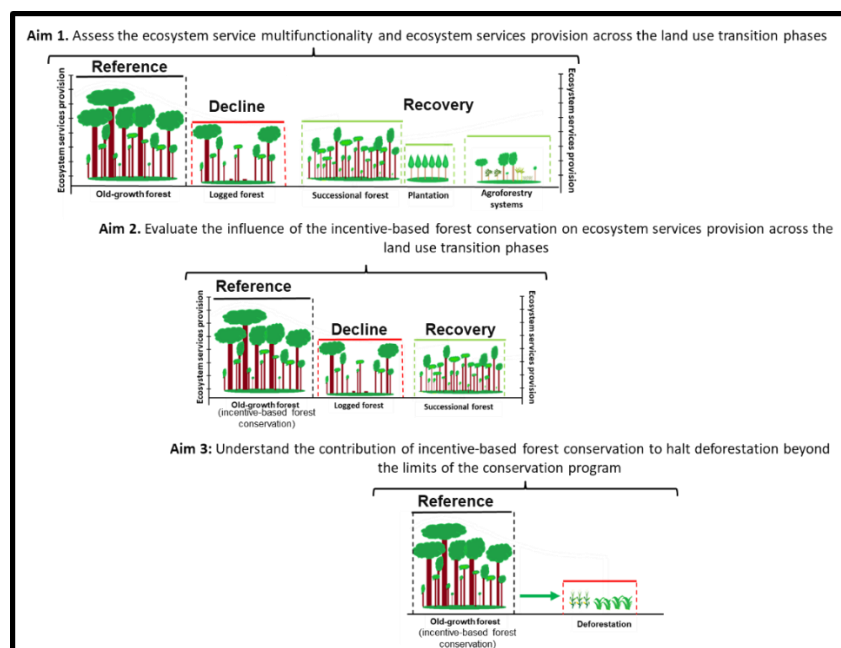 Aim 1. Assess the ecosystem service multifunctionality and ecosystem services provision across the land use transition phases
Reference
Decline
Recovery
Ecosystem services provision
Ecosystem services provision
Old-growth forest
Logged forest
Successional forest
Plantation
Agroforestry
systems
Aim 2. Evaluate the influence of the incentive-based forest conservation on ecosystem services provision across the
land use transition phases
Reference
Decline
Recovery
Ecosystem services provision
Ecosystem services provision
Old-growth forest
(incentive-based forest
conservation)
Logged forest
Successional forest
Aim 3: Understand the contribution of incentive-based forest conservation to halt deforestation beyond
the limits of the conservation program
Reference
Old-growth forest
(incentive-based forest
conservation)
Deforestation